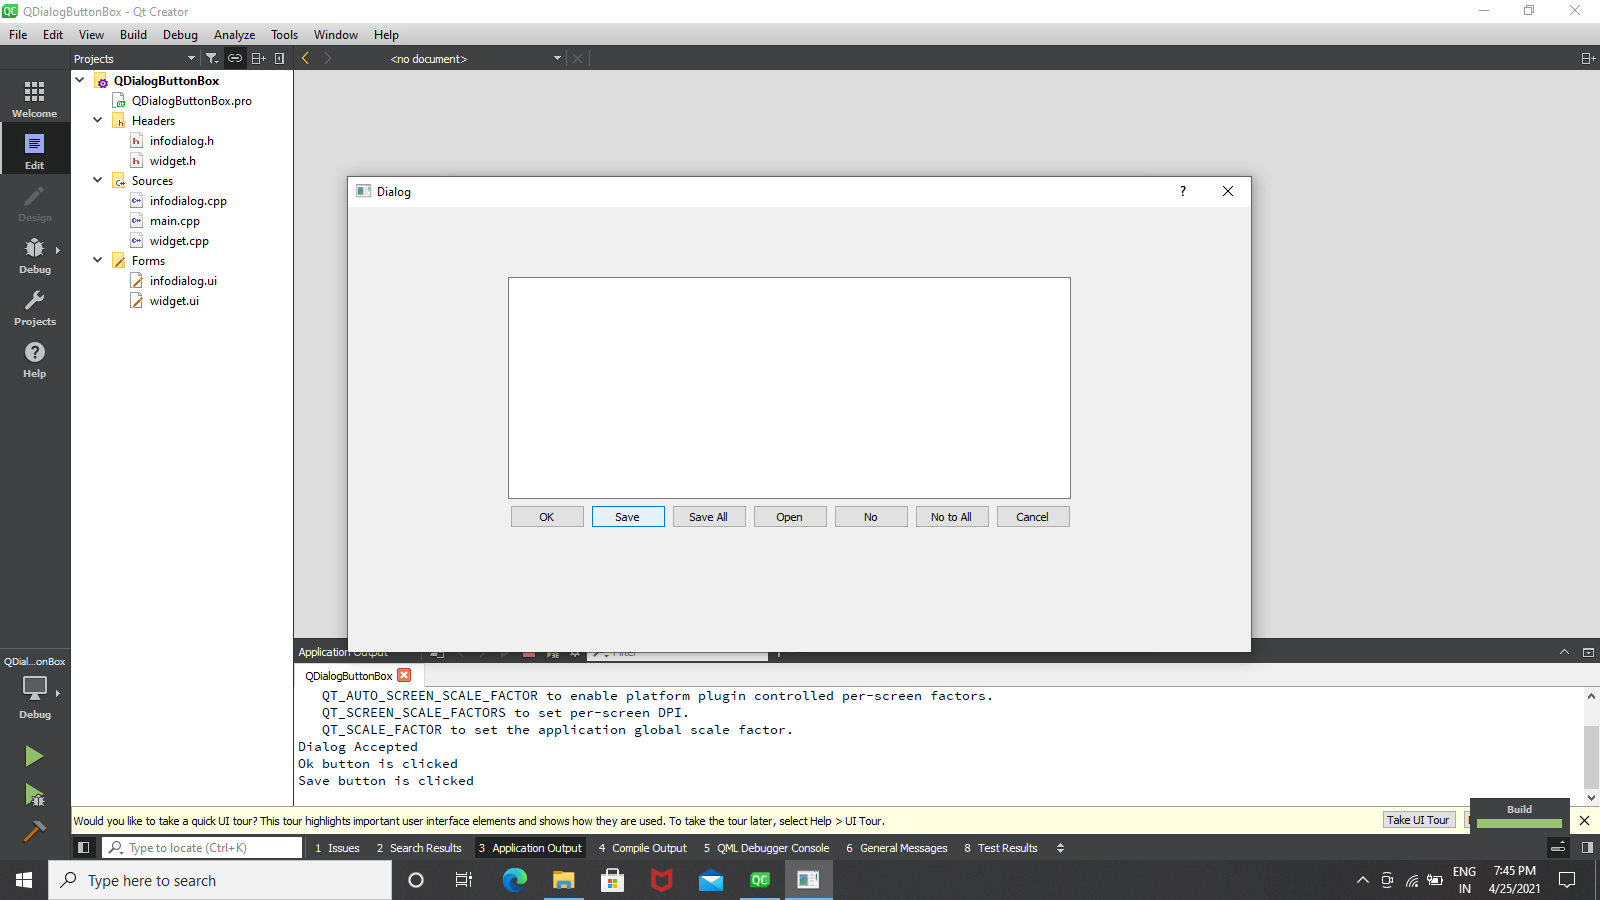 QC QDialogButtonBox - Qt Creator
File Edit View Build Debug Analyze Tools Window Help
Projects <no document>
Welcome
Edit
Design
Debug
Projects
Help
QDialogButtonBox
QDialogButtonBox.pro
Headers
infodialog.h
widget.h
Sources
infodialog.cpp
main.cpp
widget.cpp
Forms
infodialog.ui
widget.ui
Dialog ?
OK Save Save All Open No No to All Cancel
QDial...onBox
Debug
Application Output Filter
QDialogButtonBox
QT_AUTO_SCREEN_SCALE_FACTOR to enable platform plugin controlled per-screen factors.
QT_SCREEN_SCALE_FACTORS to set per-screen DPI.
QT_SCALE_FACTOR to set the application global scale factor.
Dialog Accepted
Ok button is clicked
Save button is clicked
Build
Would you like to take a quick UI tour? This tour highlights important user interface elements and shows how they are used. To take the tour later, select Help > UI Tour. Take UI Tour
Type to locate (Ctrl+K) 1 Issues 2 Search Results 3 Application Output 4 Compile Output 5 QML Debugger Console 6 General Messages 8 Test Results
Type here to search QC
ENG
IN
7:45 PM
4/25/2021